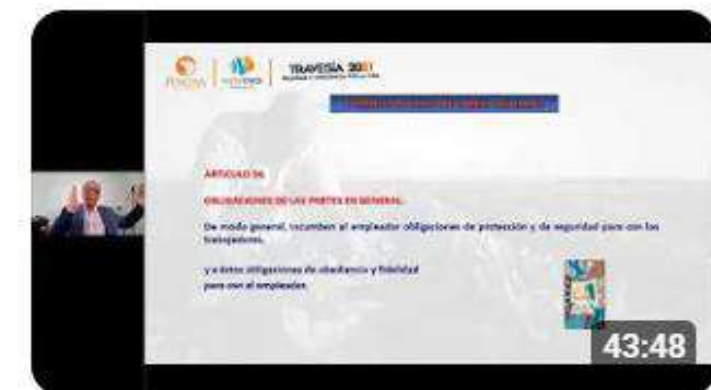 TRAVESÍA 2021
ARTICULO 56
OBLIGACIONES DE LAS PARTES EN GENERAL.
De modo general, incumben al empleador obligaciones de protección y de seguridad para con los
trabajadores,
y a éstos obligaciones de obediencia y fidelidad
para con el empleador.
43:48